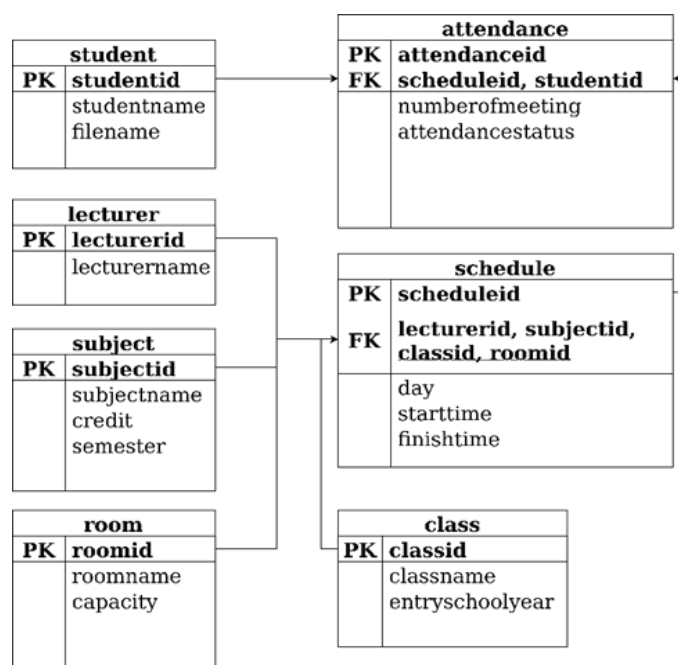 student
PK studentid
studentname
filename
attendance
PK attendanceid
FK scheduleid, studentid
numberofmeeting
attendancestatus
lecturer
PK lecturerid
lecturername
schedule
PK scheduleid
FK lecturerid, subjectid,
classid, roomid
day
starttime
finishtime
subject
PK subjectid
subjectname
credit
semester
room
PK roomid
roomname
capacity
class
PK classid
classname
entryschoolyear